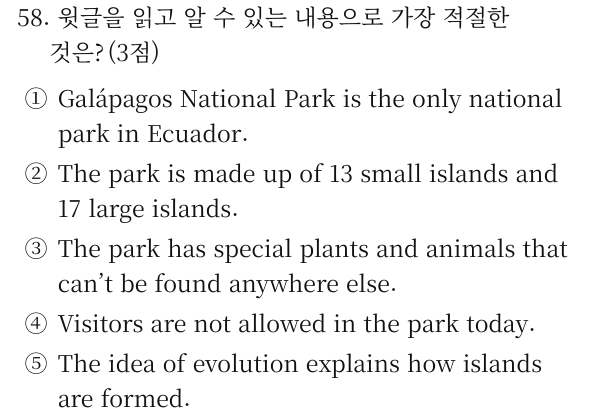 58. 윗글을 읽고 알 수 있는 내용으로 가장 적절한
것은? (3점)
① Galápagos National Park is the only national
park in Ecuador.
② The park is made up of 13 small islands and
17 large islands.
③ The park has special plants and animals that
can’t be found anywhere else.
④ Visitors are not allowed in the park today.
⑤ The idea of evolution explains how islands
are formed.